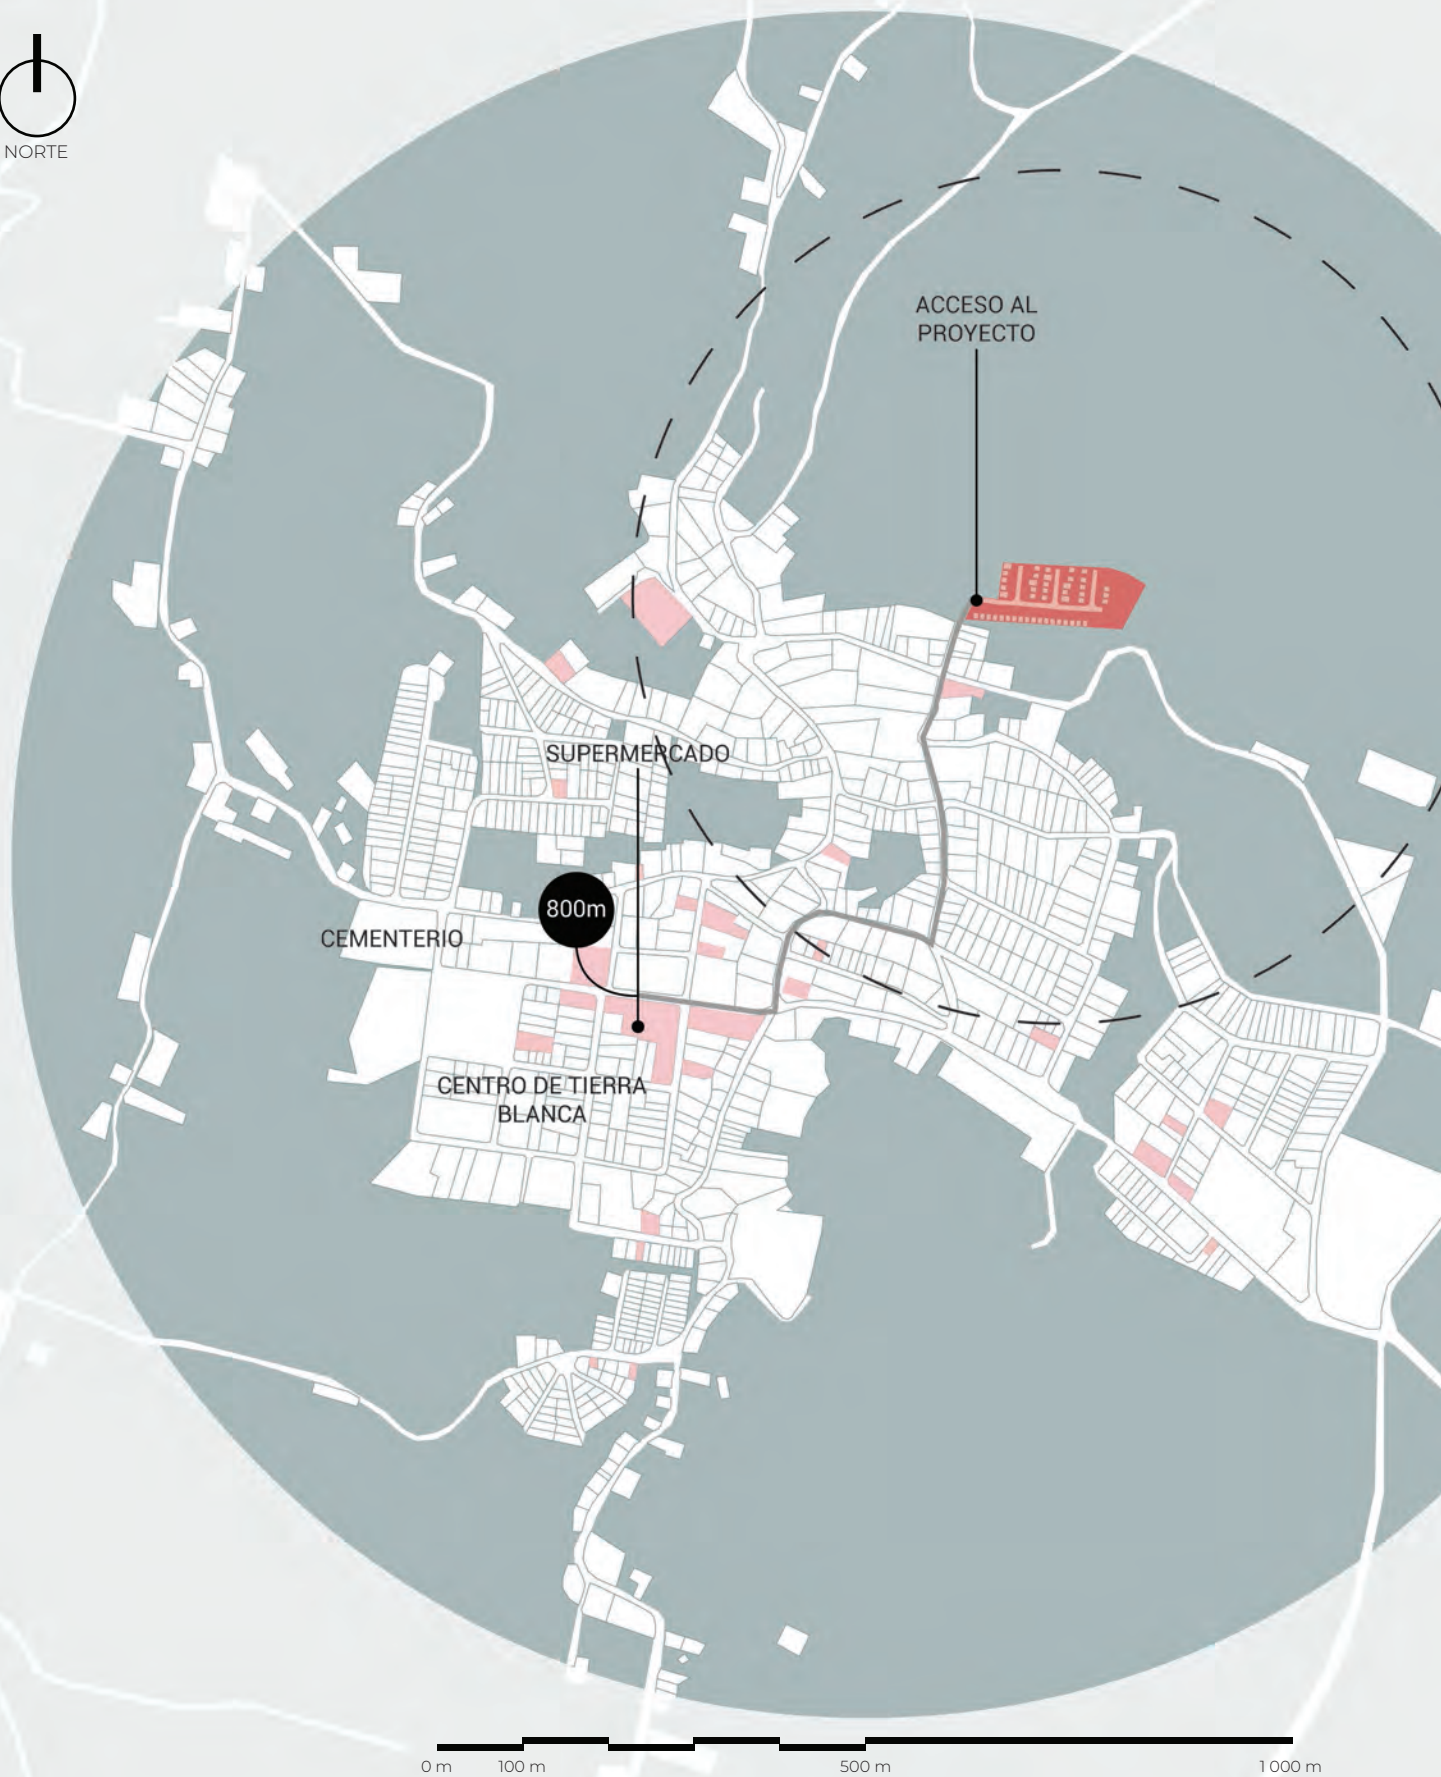 NORTE
ACCESO AL
PROYECTO
SUPERMERCADO
800m
CEMENTERIO
CENTRO DE TIERRA
BLANCA
0 m
100 m
500 m
1 000 m